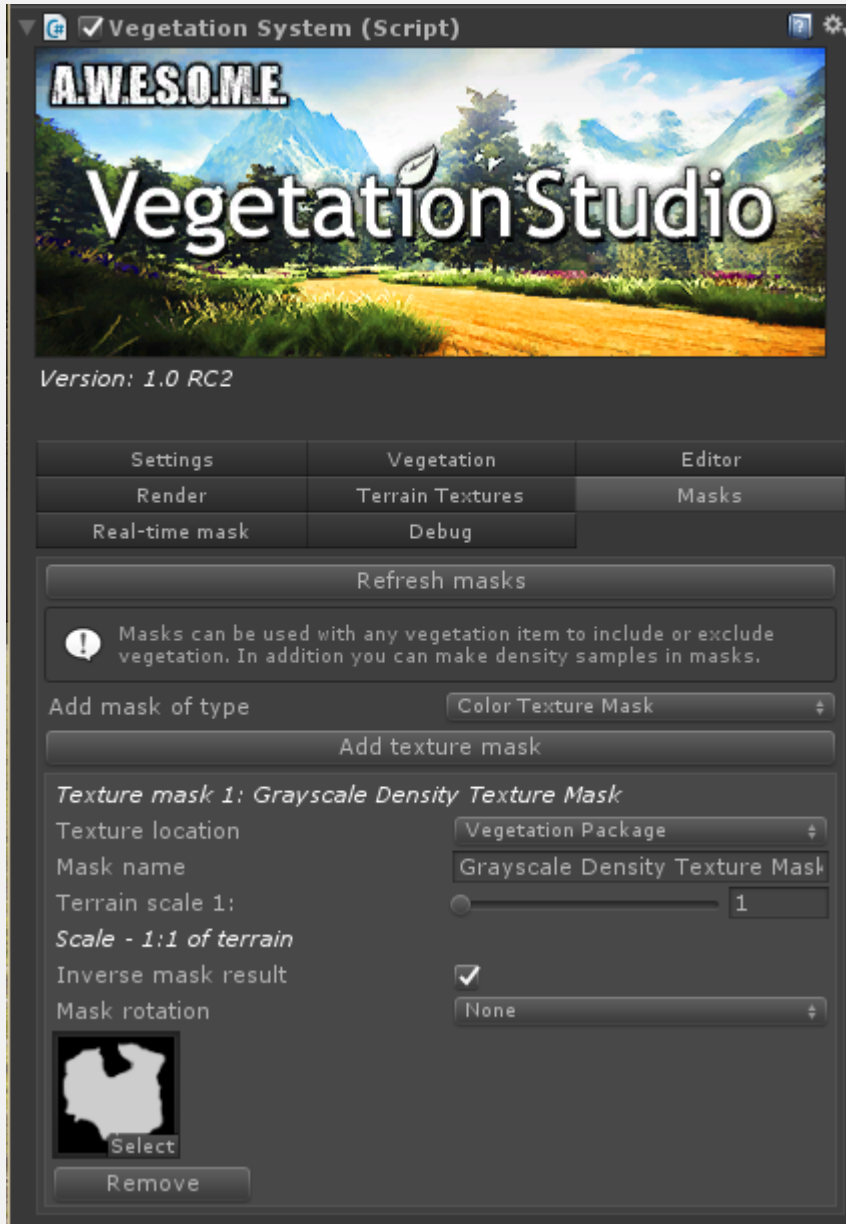 Vegetation System (Script)
A.W.E.S.O.M.E.
Vegetation Studio
Version: 1.0 RC2
Settings Vegetation Editor
Render Terrain Textures Masks
Real-time mask Debug
Refresh masks
Masks can be used with any vegetation item to include or exclude
vegetation. In addition you can make density samples in masks.
Add mask of type Color Texture Mask
Add texture mask
Texture mask 1: Grayscale Density Texture Mask
Texture location Vegetation Package
Mask name Grayscale Density Texture Mask
Terrain scale 1: 1
Scale - 1:1 of terrain
Inverse mask result
Mask rotation None
Select
Remove